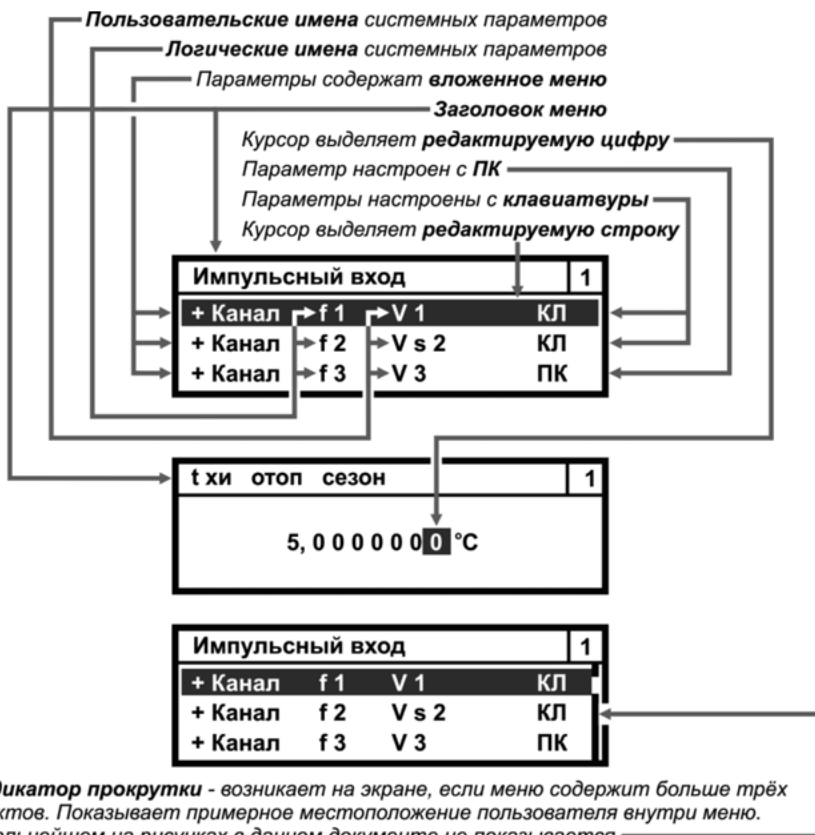 Пользовательские имена системных параметров
Логические имена системных параметров
Параметры содержат вложенное меню
Заголовок меню
Курсор выделяет редактируемую цифру
Параметр настроен с ПК
Параметры настроены с клавиатвуры
Курсор выделяет редактируемую строку
Импульсный вход 1
+ Канал f 1 V 1 КЛ
+ Канал f 2 V s 2 КЛ
+ Канал f 3 V 3 ПК
t хи отоп сезон 1
5, 0 0 0 0 0 0 0 °C
Импульсный вход 1
+ Канал f 1 V 1 КЛ
+ Канал f 2 V s 2 КЛ
+ Канал f 3 V 3 ПК
дикатор прокрутки - возникает на экране, если меню содержит больше трёх
ктов. Показывает примерное местоположение пользователя внутри меню.
на рисунках в данном документе не показывается